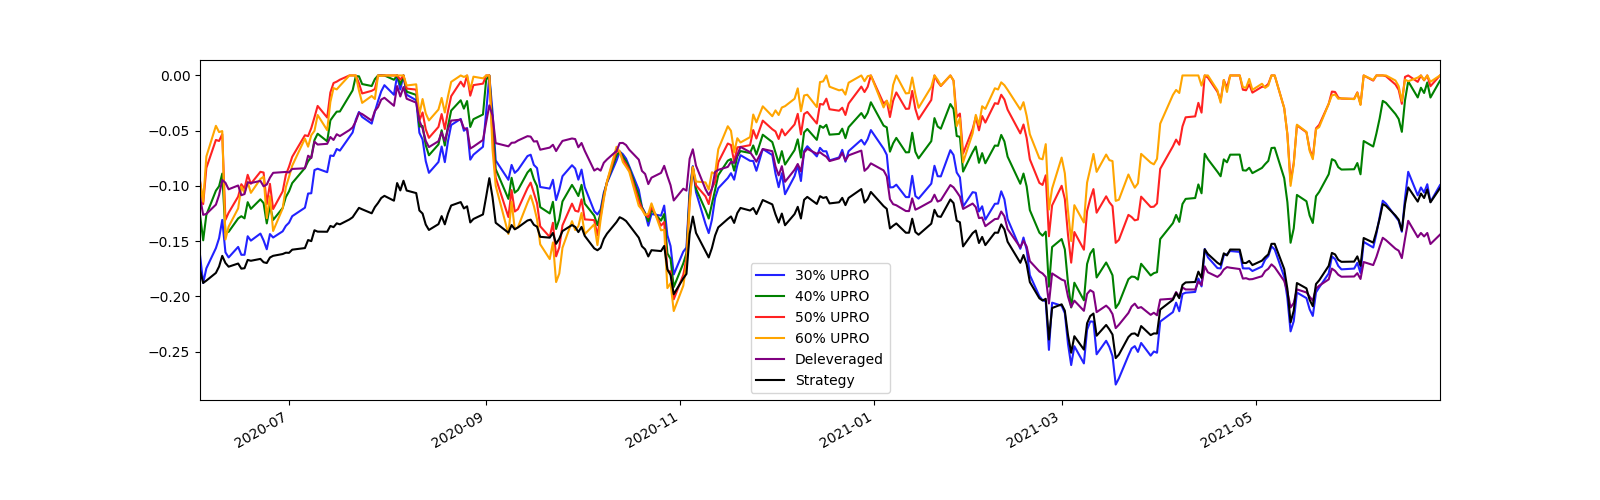 0.00
−0.05
−0.10
−0.15
−0.20
−0.25
30% UPRO
40% UPRO
50% UPRO
60% UPRO
Deleveraged
Strategy
2020-07
2020-09
2020-11
2021-01
2021-03
2021-05